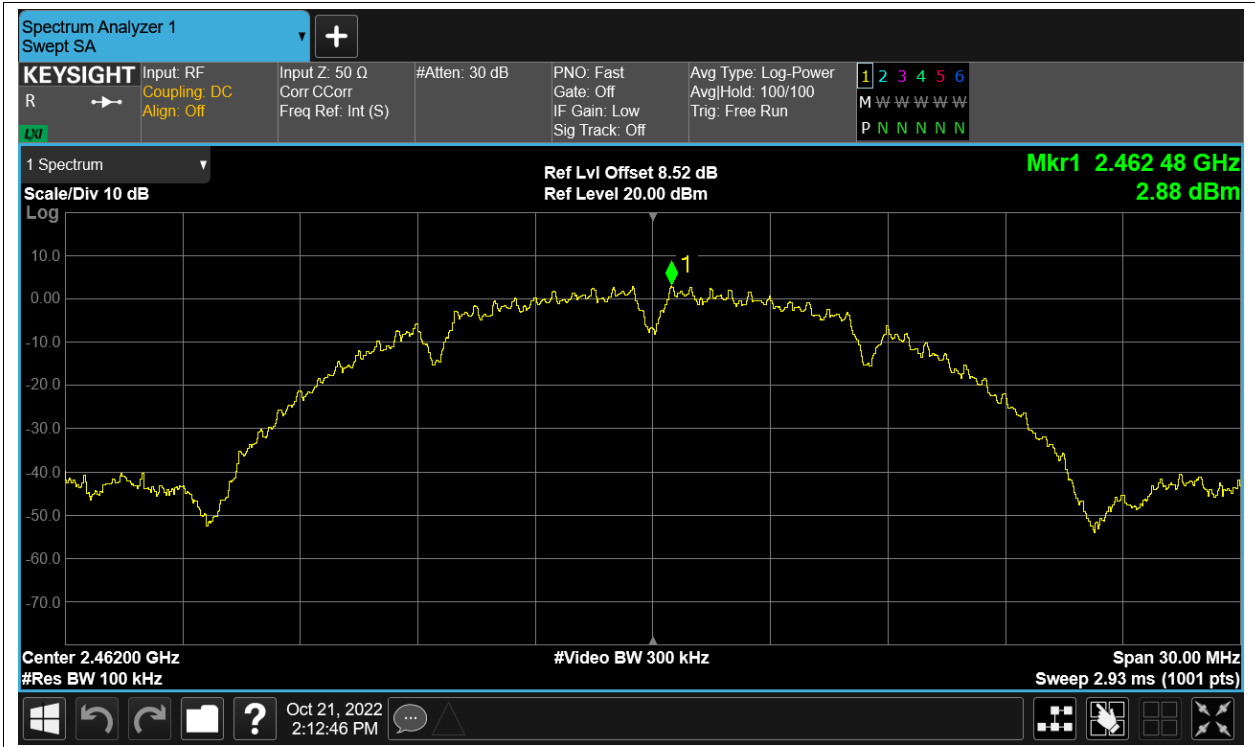 Spectrum Analyzer 1
Swept SA
KEYSIGHT
R
LXI
Input: RF
Coupling: DC
Align: Off
Input Z: 50 Ω
Corr CCorr
Freq Ref: Int (S)
#Atten: 30 dB
PNO: Fast
Gate: Off
IF Gain: Low
Sig Track: Off
Avg Type: Log-Power
Avg|Hold: 100/100
Trig: Free Run
1 2 3 4 5 6
M W W W W W
P N N N N N
1 Spectrum
Scale/Div 10 dB
Ref Lvl Offset 8.52 dB
Ref Level 20.00 dBm
Mkr1 2.462 48 GHz
2.88 dBm
Log
1
10.0
0.00
-10.0
-20.0
-30.0
-40.0
-50.0
-60.0
-70.0
Center 2.46200 GHz
#Res BW 100 kHz
#Video BW 300 kHz
Span 30.00 MHz
Sweep 2.93 ms (1001 pts)
?
Oct 21, 2022
2:12:46 PM